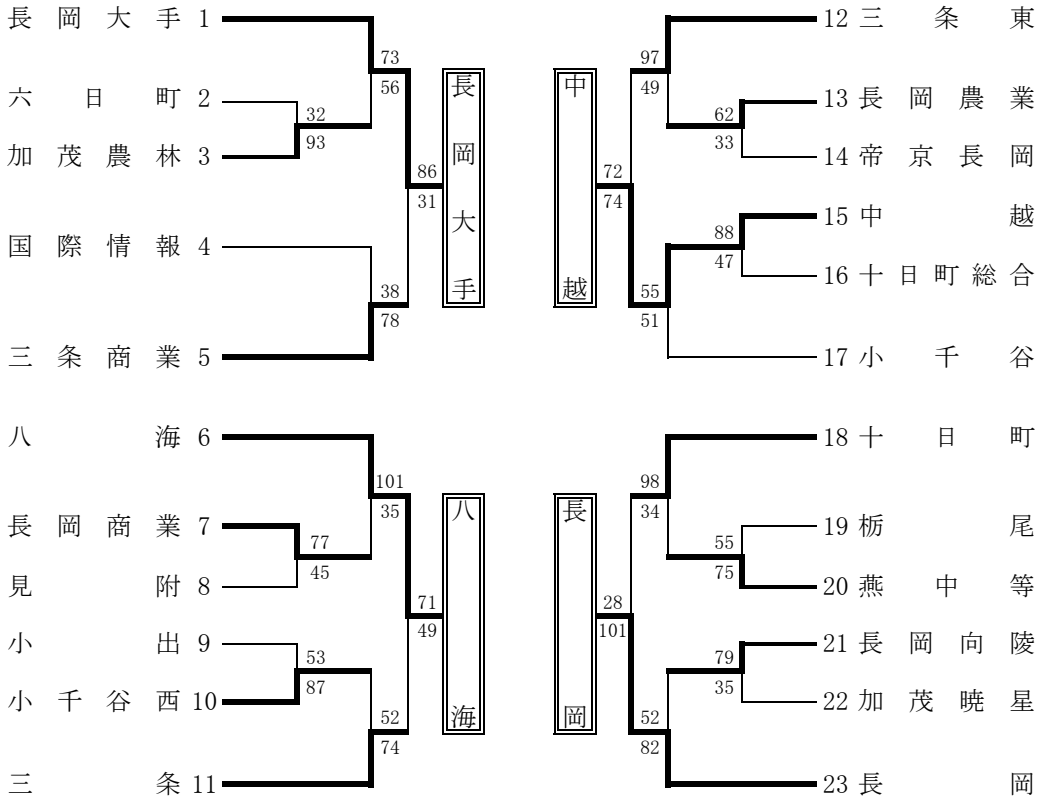 長岡大手 1
六日町 2
加茂農林 3
国際情報 4
三条商業 5
73
56
32
93
86
31
38
78
長岡大手
八海 6
長岡商業 7
見附 8
小出 9
小千谷西 10
三条 11
101
35
77
45
71
49
53
87
52
74
八海
12 三条東
13 長岡農業
14 帝京長岡
15 中越
16 十日町総合
17 小千谷
97
49
62
33
72
74
88
47
55
51
中越
18 十日町
19 栃尾
20 燕中等
21 長岡向陵
22 加茂暁星
23 長岡
98
34
55
75
28
101
79
35
52
82
長岡